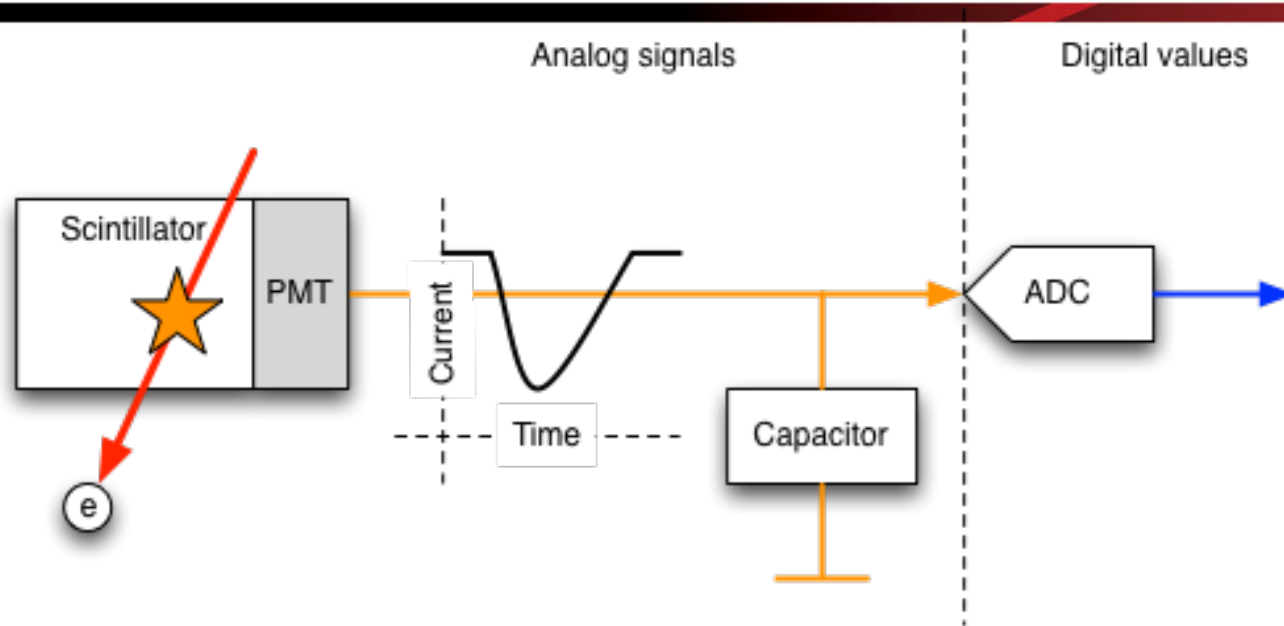 Analog signals
Digital values
Scintillator
PMT
Current
ADC
Time
Capacitor
e